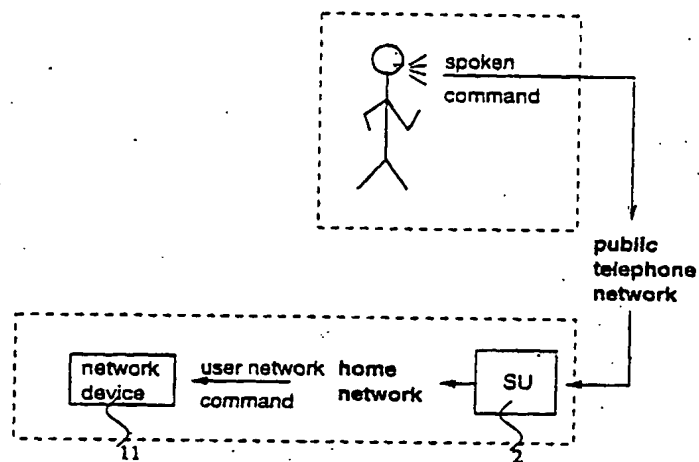 spoken
command
public
telephone
network
network
device
user network
command
home
network
SU
11
2